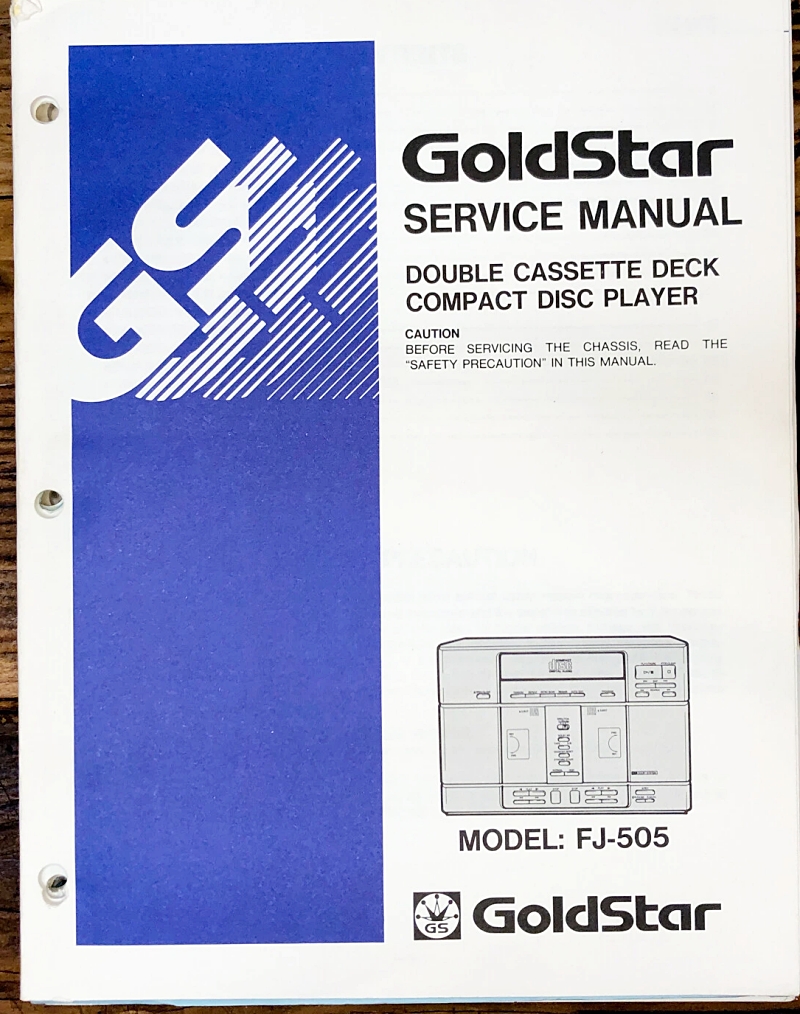 GS
GoldStar
SERVICE MANUAL
DOUBLE CASSETTE DECK
COMPACT DISC PLAYER
CAUTION
BEFORE SERVICING THE CHASSIS, READ THE
“SAFETY PRECAUTION” IN THIS MANUAL.
MODEL: FJ-505
GS
GoldStar